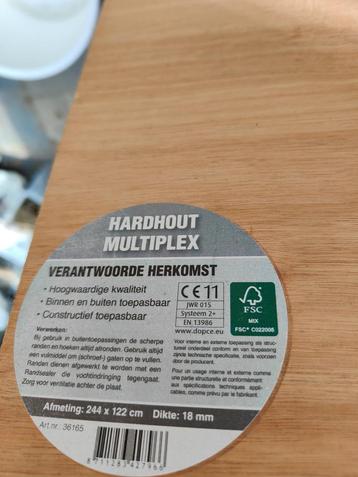 HARDHOUT
MULTIPLEX
VERANTWOORDE HERKOMST
• Hoogwaardige kwaliteit
• Binnen en buiten toepasbaar
• Constructief toepasbaar
CE 11
JWR 015
Systeem 2+
EN 13986
www.dopce.eu
FSC
MIX
FSC® C022006
Verwerken:
Bij gebruik in buitentoepassingen de scherpe
randen en hoeken altijd afronden. Gebruik altijd
een vulmiddel om (schroef-) gaten op te vullen.
Randen dienen afgewerkt te worden met een
Randsealer die vochtindringing tegengaat.
Zorg voor ventilatie achter de plaat.
Voor interne en externe toepassing als struc-
tureel onderdeel conform en van toepassing
zijnde technische specificatie, zoals voorzien
door de producent.
Pour un usage interne et externe comme
une partie structurelle et conformément
aux spécifications techniques appli-
cables, comme prévu par le fabricant.
Afmeting: 244 x 122 cm Dikte: 18 mm
Art.nr.: 36165
8 711283 427966